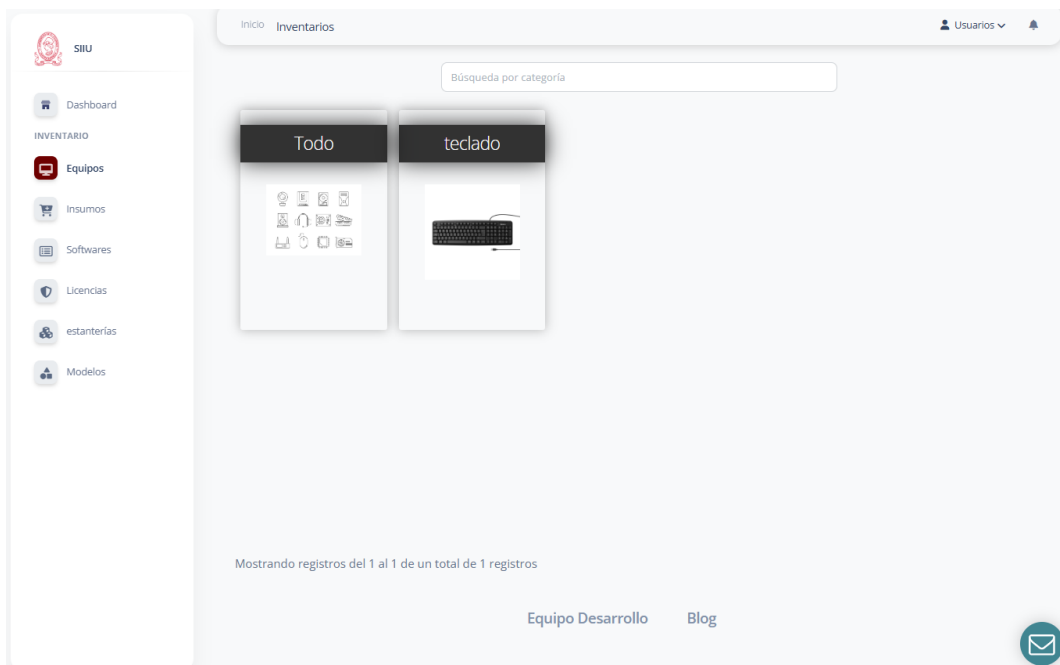 SIIU
Dashboard
INVENTARIO
Equipos
Insumos
Softwares
Licencias
estanterías
Modelos
Inicio Inventarios
Usuarios
Búsqueda por categoría
Todo
teclado
Mostrando registros del 1 al 1 de un total de 1 registros
Equipo Desarrollo Blog